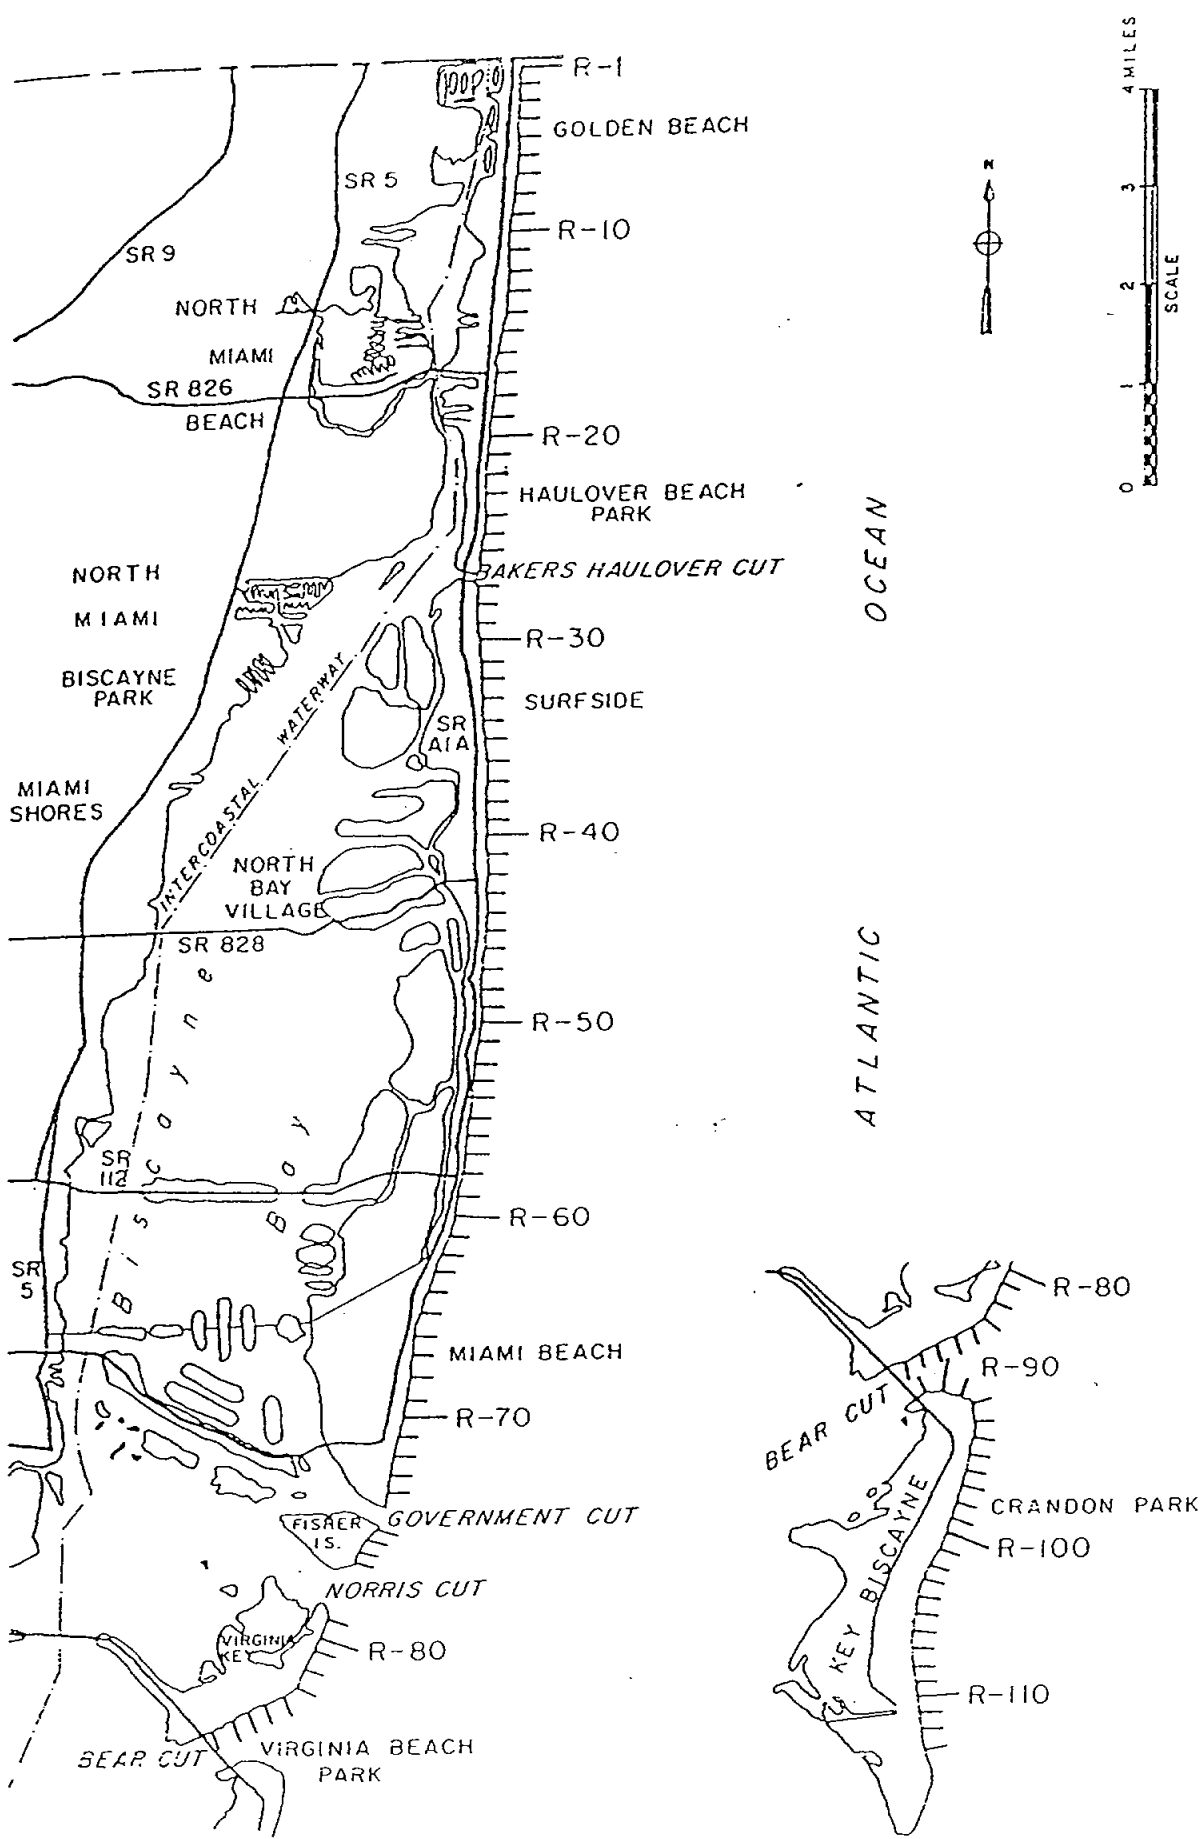 R-1
4 MILES
GOLDEN BEACH
N
SR 5
3
R-10
SR 9
2
SCALE
NORTH
MIAMI
SR 826
BEACH
1
R-20
0
HAULOVER BEACH
PARK
OCEAN
BAKERS HAULOVER CUT
NORTH
MIAMI
R-30
BISCAYNE
PARK
INTERCOASTAL WATERWAY
SURFSIDE
SR
A1A
MIAMI
SHORES
R-40
NORTH
BAY
VILLAGE
SR 828
ATLANTIC
R-50
Biscayne Bay
SR
112
R-60
SR
5
R-80
MIAMI BEACH
R-90
R-70
BEAR CUT
GOVERNMENT CUT
FISHER
IS.
CRANDON PARK
R-100
KEY BISCAYNE
NORRIS CUT
VIRGINIA
KEY
R-80
R-110
BEAR CUT
VIRGINIA BEACH
PARK